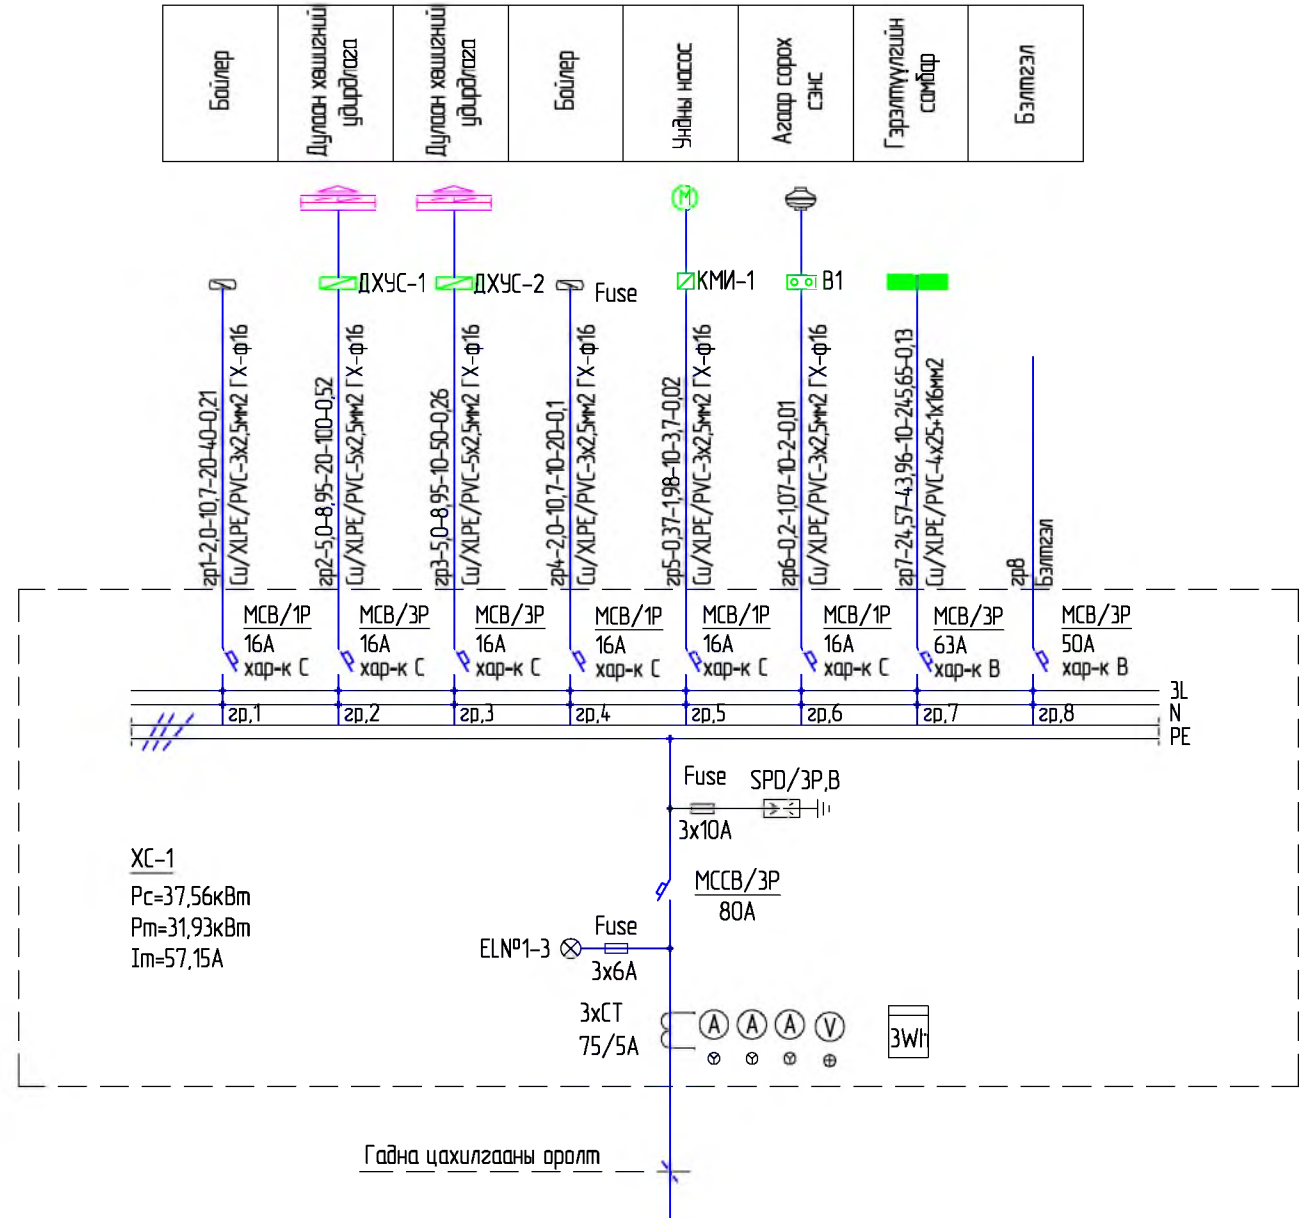 Бойлер
Дулаан хөшигний
удирдлага
Дулаан хөшигний
удирдлага
Бойлер
Ундны насос
Агаар сорох
сэнс
Гэрэлтүүлгийн
самбар
Бэлтгэл
M
ДХУС-1
ДХУС-2
Fuse
КМИ-1
В1
гр1-2,0-10,7-20-40-0,21
Cu/XLPE/PVC-3x2,5мм2 ГХ-ф16
гр2-5,0-8,95-20-100-0,52
Cu/XLPE/PVC-5x2,5мм2 ГХ-ф16
гр3-5,0-8,95-10-50-0,26
Cu/XLPE/PVC-5x2,5мм2 ГХ-ф16
гр4-2,0-10,7-10-20-0,1
Cu/XLPE/PVC-3x2,5мм2 ГХ-ф16
гр5-0,37-1,98-10-3,7-0,02
Cu/XLPE/PVC-3x2,5мм2 ГХ-ф16
гр6-0,2-1,07-10-2-0,01
Cu/XLPE/PVC-3x2,5мм2 ГХ-ф16
гр7-24,57-43,96-10-245,65-0,13
Cu/XLPE/PVC-4x25+1x16мм2
гр8
Бэлтгэл
MCB/1P
16A
хар-к C
MCB/3P
16A
хар-к C
MCB/3P
16A
хар-к C
MCB/1P
16A
хар-к C
MCB/1P
16A
хар-к C
MCB/1P
16A
хар-к C
MCB/3P
63A
хар-к B
MCB/3P
50A
хар-к B
3L
N
PE
гр,1
гр,2
гр,3
гр,4
гр,5
гр,6
гр,7
гр,8
Fuse
3x10A
SPD/3P,B
ХС-1
Pс=37,56кВт
Pт=31,93кВт
Iт=57,15A
MCCB/3P
80A
Fuse
ELNº1-3
3x6A
3xCT
75/5A
A A A V
3Wh
Гадна цахилгааны оролт